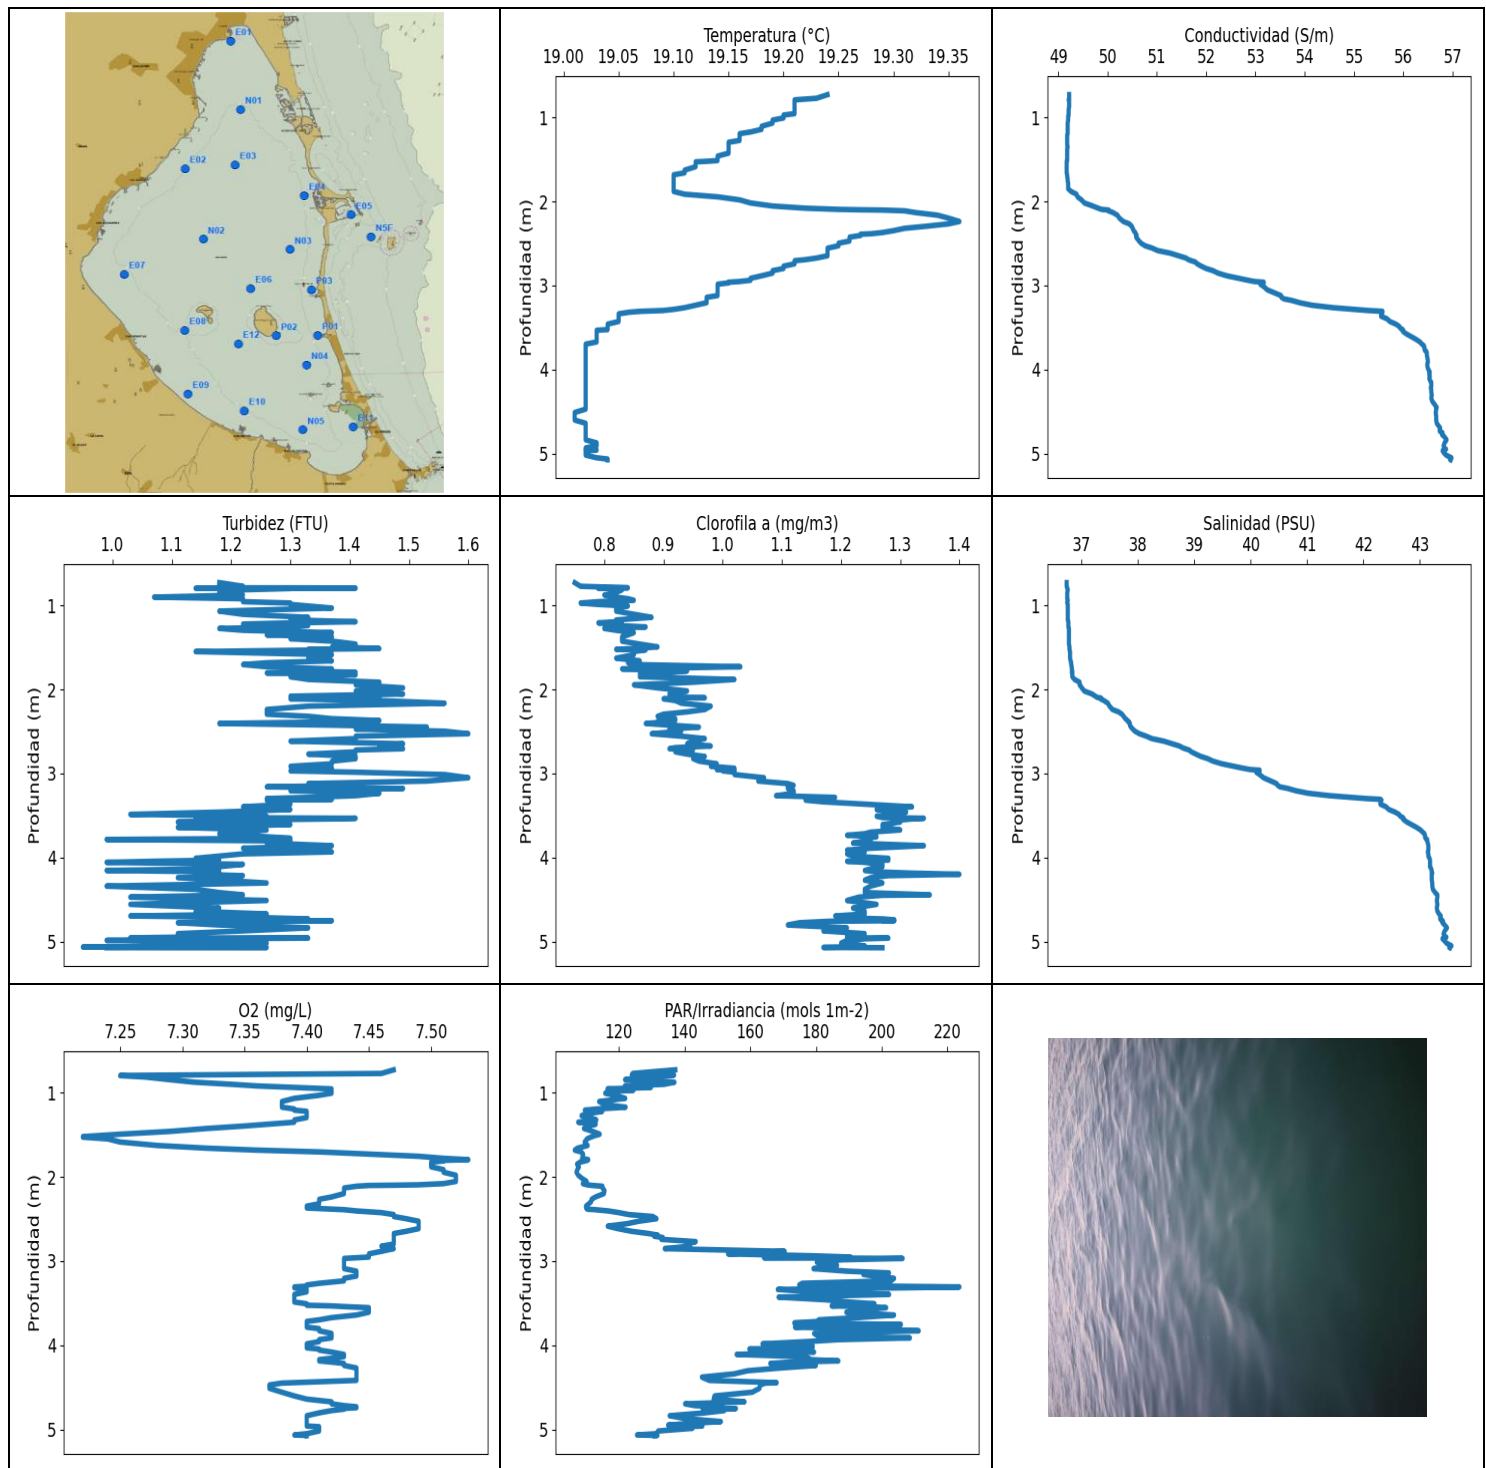 E01
N01
E02
E03
E04
E05
N5F
N02
N03
E07
E06
P03
E08
E12
P02
P01
N04
E09
E10
N05
E11
Temperatura (°C)
19.00 19.05 19.10 19.15 19.20 19.25 19.30 19.35
Profundidad (m)
1
2
3
4
5
Conductividad (S/m)
49 50 51 52 53 54 55 56 57
Profundidad (m)
1
2
3
4
5
Turbidez (FTU)
1.0 1.1 1.2 1.3 1.4 1.5 1.6
Profundidad (m)
1
2
3
4
5
Clorofila a (mg/m3)
0.8 0.9 1.0 1.1 1.2 1.3 1.4
Profundidad (m)
1
2
3
4
5
Salinidad (PSU)
37 38 39 40 41 42 43
Profundidad (m)
1
2
3
4
5
O2 (mg/L)
7.25 7.30 7.35 7.40 7.45 7.50
Profundidad (m)
1
2
3
4
5
PAR/Irradiancia (mols 1m-2)
120 140 160 180 200 220
Profundidad (m)
1
2
3
4
5